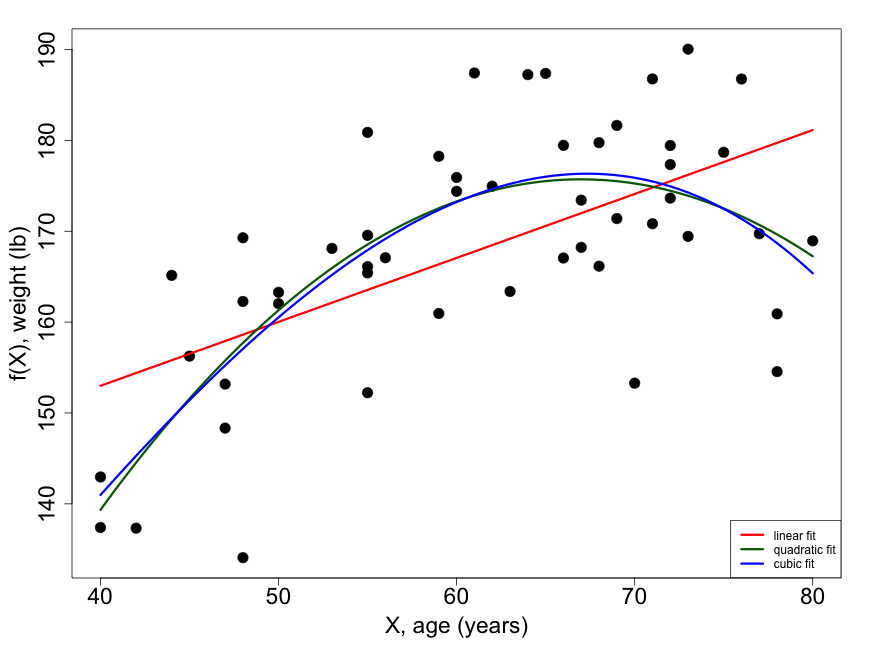 190
180
170
160
150
140
f(X), weight (lb)
40 50 60 70 80
X, age (years)
linear fit
quadratic fit
cubic fit